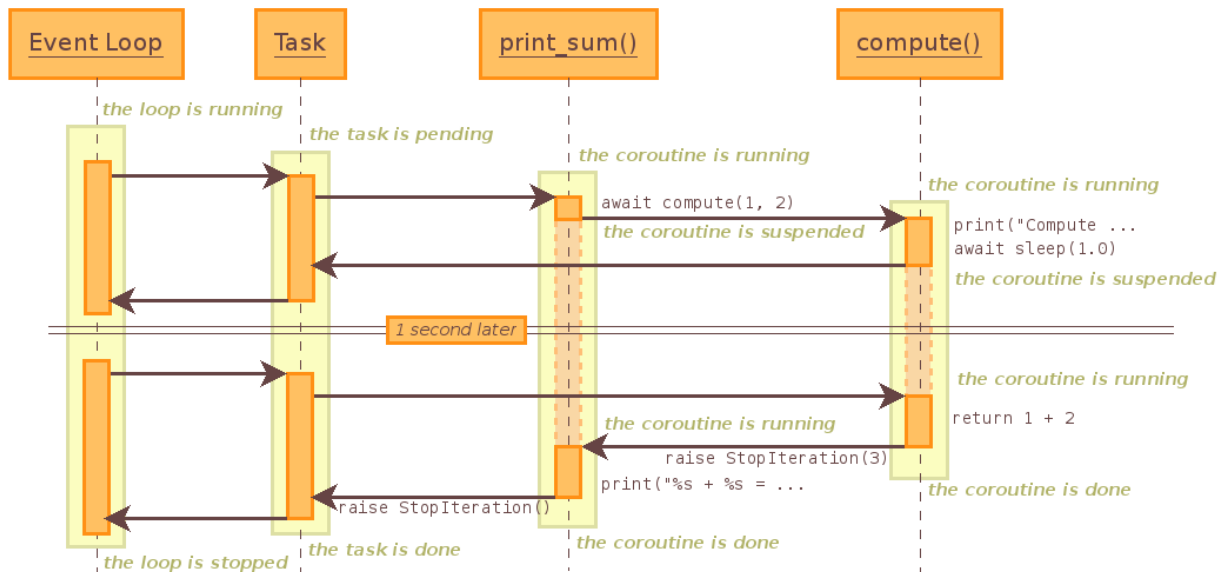 Event Loop
Task
print_sum()
compute()
the loop is running
the task is pending
the coroutine is running
the coroutine is running
await compute(1, 2)
print("Compute ...
the coroutine is suspended
await sleep(1.0)
the coroutine is suspended
1 second later
the coroutine is running
return 1 + 2
the coroutine is running
raise StopIteration(3)
print("%s + %s = ...
the coroutine is done
raise StopIteration()
the coroutine is done
the task is done
the loop is stopped